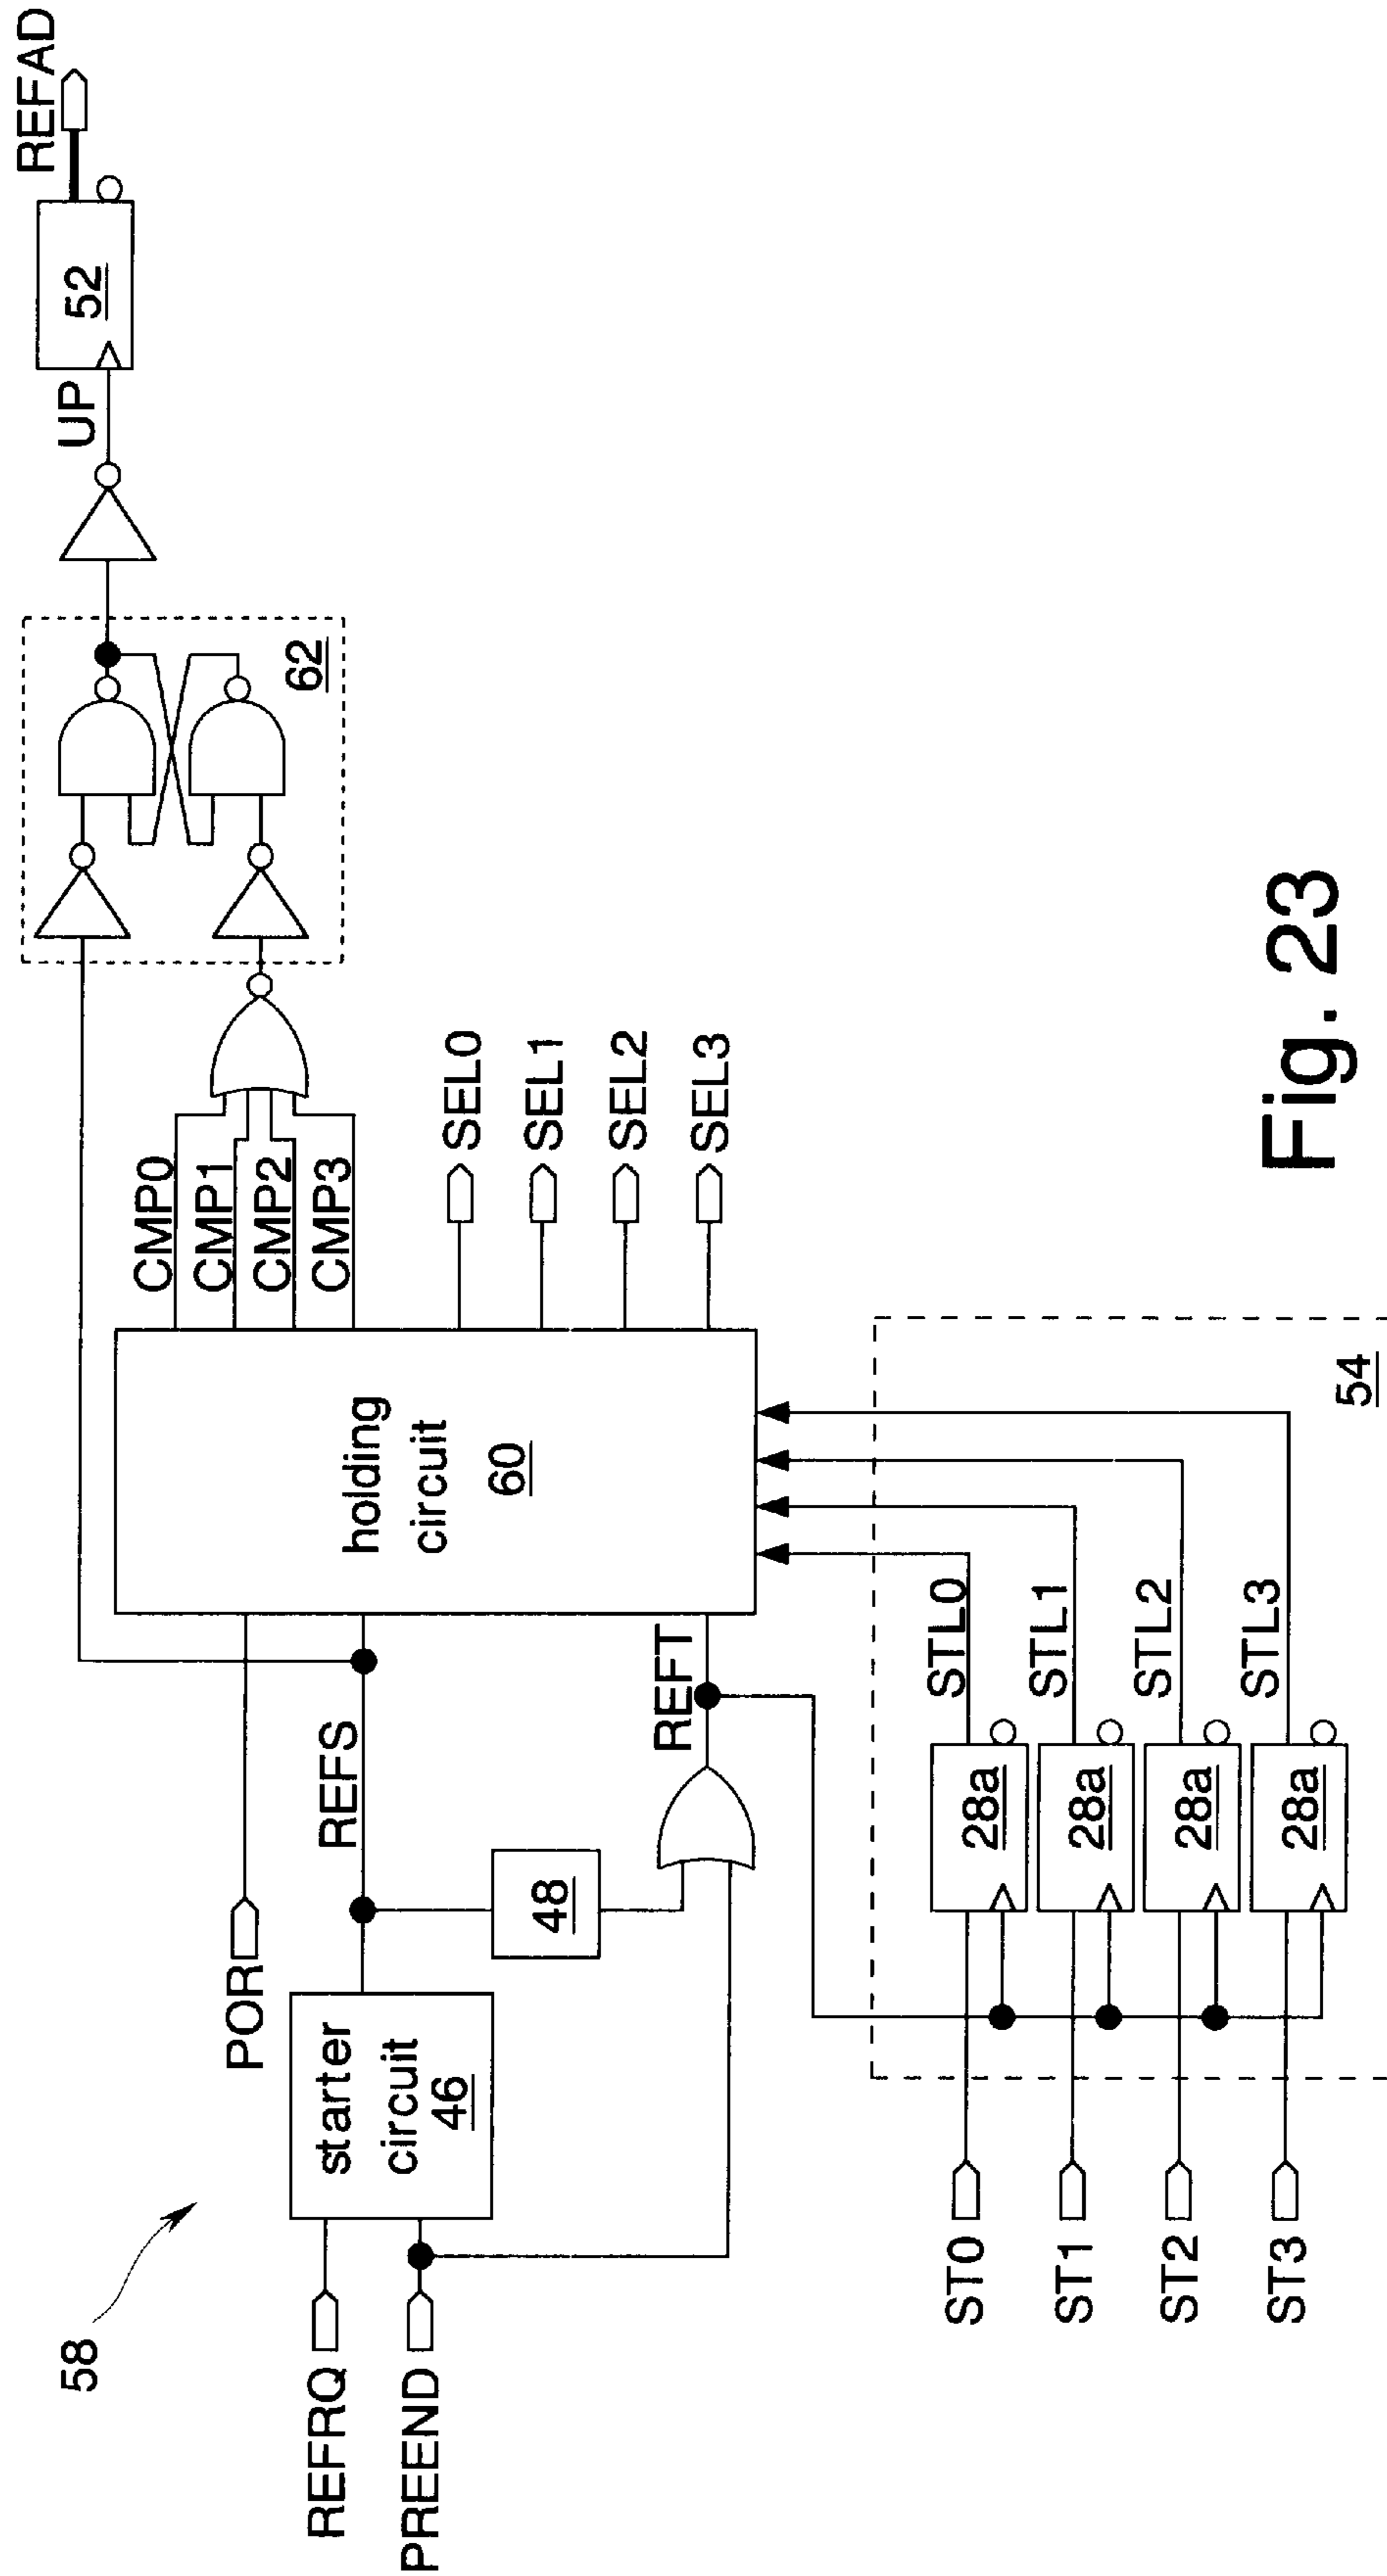 58
REFRQ
PREEND
starter
circuit
46
POR
REFS
48
REFT
holding
circuit
60
CMP0
CMP1
CMP2
CMP3
SEL0
SEL1
SEL2
SEL3
62
UP
52
REFAD
ST0
ST1
ST2
ST3
28a
28a
28a
28a
STL0
STL1
STL2
STL3
54
Fig. 23